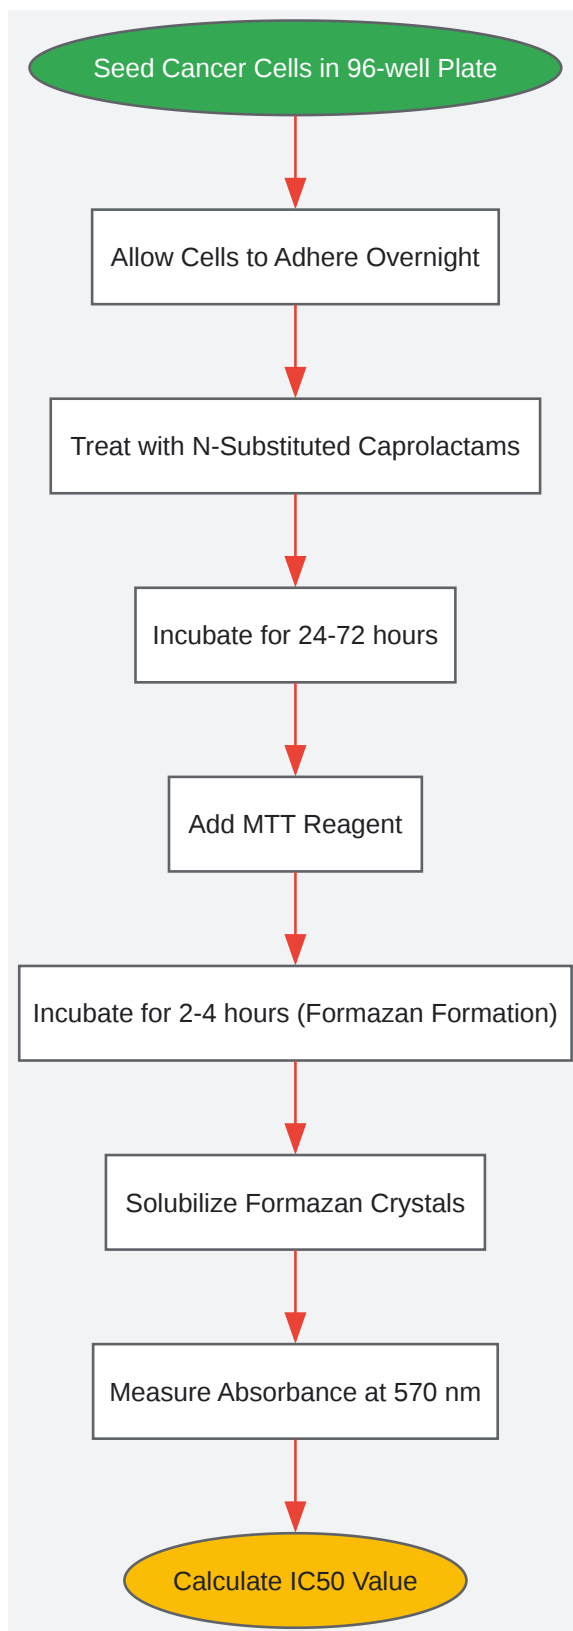 Seed Cancer Cells in 96-well Plate
Allow Cells to Adhere Overnight
Treat with N-Substituted Caprolactams
Incubate for 24-72 hours
Add MTT Reagent
Incubate for 2-4 hours (Formazan Formation)
Solubilize Formazan Crystals
Measure Absorbance at 570 nm
Calculate IC50 Value